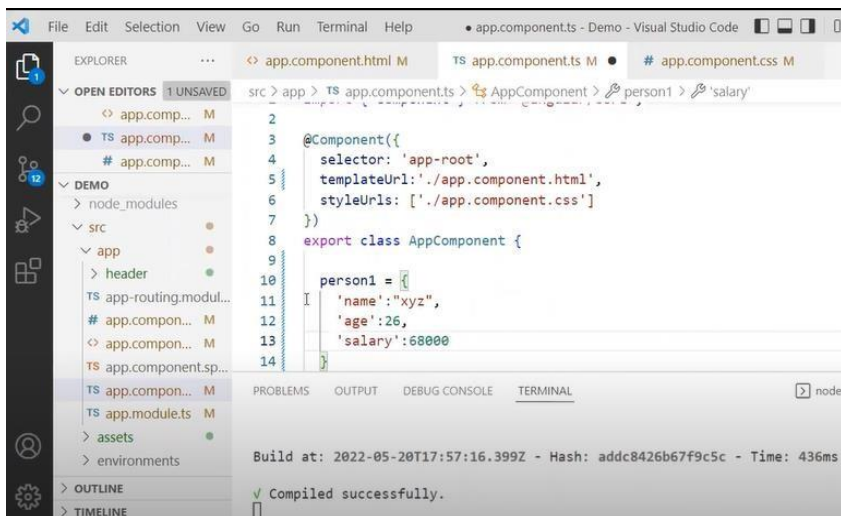 File Edit Selection View Go Run Terminal Help • app.component.ts - Demo - Visual Studio Code
EXPLORER ...
<> app.component.html M TS app.component.ts M ● # app.component.css M
OPEN EDITORS 1 UNSAVED
<> app.comp... M
● TS app.comp... M
# app.comp... M
DEMO
> node_modules
src
app
> header
TS app-routing.modul...
# app.compon... M
<> app.compon... M
TS app.component.sp...
TS app.compon... M
TS app.module.ts M
> assets
> environments
> OUTLINE
> TIMELINE
1
12
src > app > TS app.component.ts > AppComponent > person1 > 'salary'
2
3 @Component({
4 selector: 'app-root',
5 templateUrl:'./app.component.html',
6 styleUrls: ['./app.component.css']
7 })
8 export class AppComponent {
9
10 person1 = {
11 'name':"xyz",
12 'age':26,
13 'salary':68000
14 }
PROBLEMS OUTPUT DEBUG CONSOLE TERMINAL node
Build at: 2022-05-20T17:57:16.399Z - Hash: addc8426b67f9c5c - Time: 436ms
√ Compiled successfully.